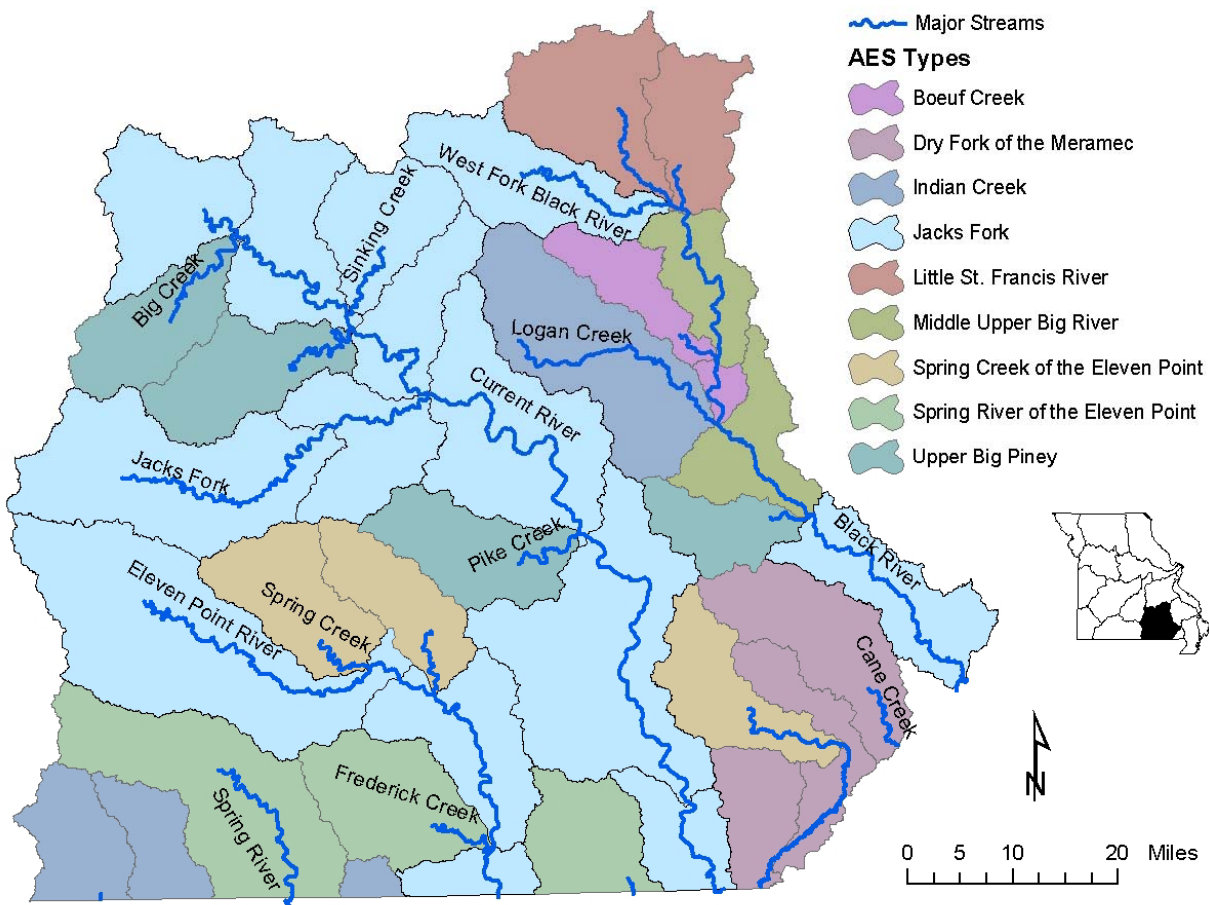 Major Streams
AES Types
Boeuf Creek
Dry Fork of the Meramec
Indian Creek
Jacks Fork
Little St. Francis River
Middle Upper Big River
Spring Creek of the Eleven Point
Spring River of the Eleven Point
Upper Big Piney
West Fork Black River
Sinking Creek
Big Creek
Logan Creek
Current River
Jacks Fork
Pike Creek
Black River
Eleven Point River
Spring Creek
Cane Creek
Frederick Creek
Spring River
N
0 5 10 20 Miles